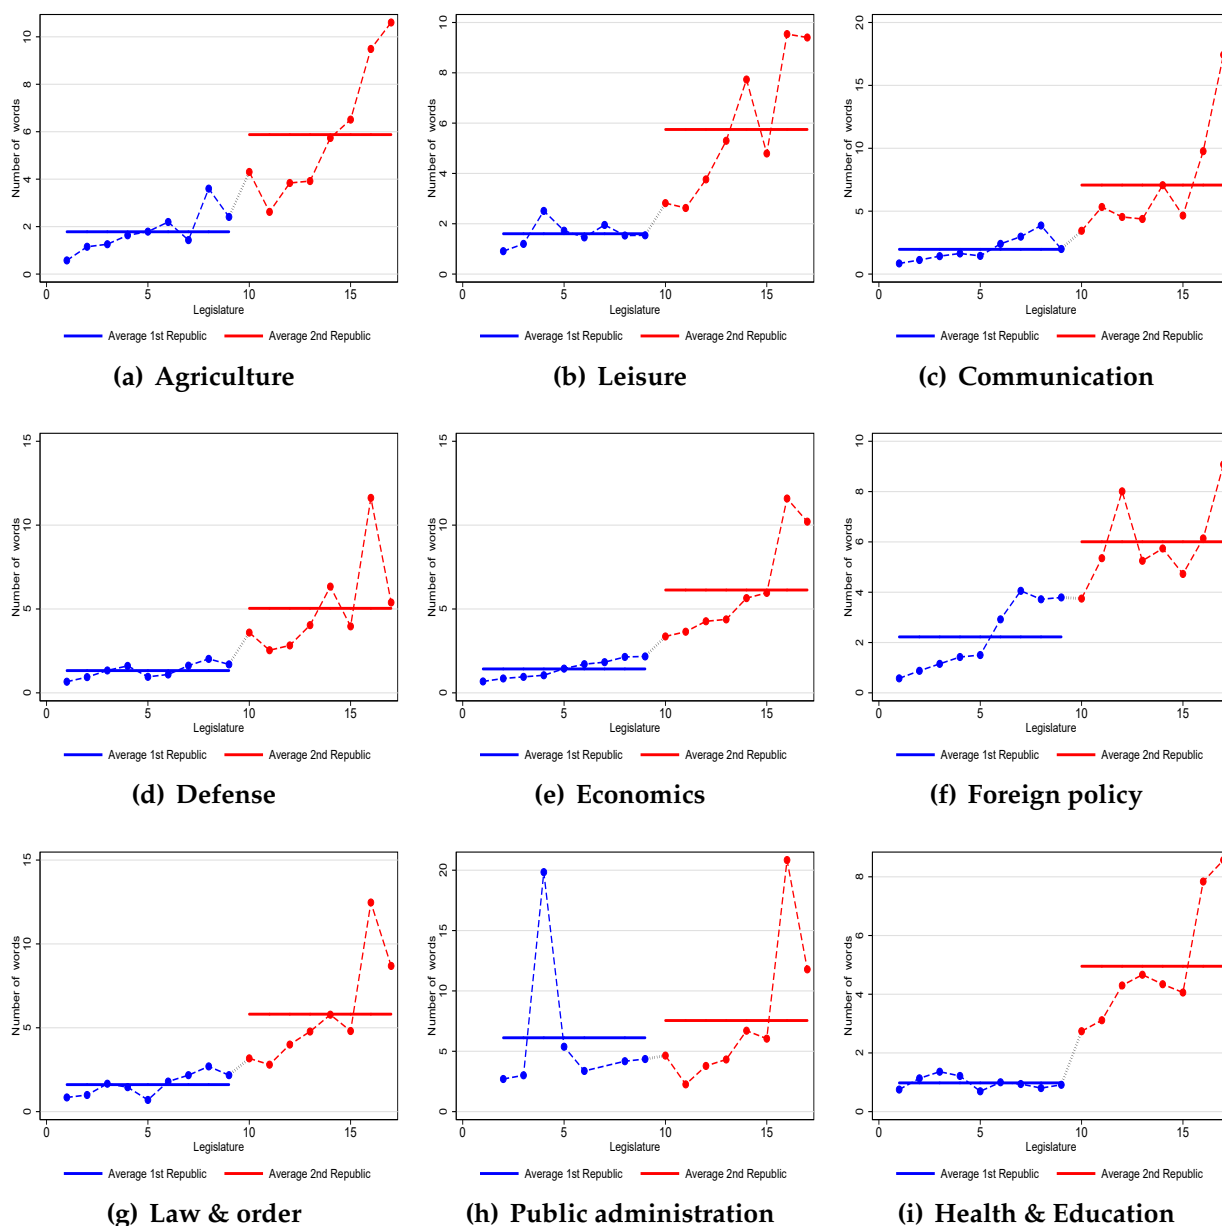 Number of words
0 2 4 6 8 10
0 5 10 15
Legislature
Average 1st Republic Average 2nd Republic
(a) Agriculture
Number of words
0 2 4 6 8 10
0 5 10 15
Legislature
Average 1st Republic Average 2nd Republic
(b) Leisure
Number of words
0 5 10 15 20
0 5 10 15
Legislature
Average 1st Republic Average 2nd Republic
(c) Communication
Number of words
0 5 10 15
0 5 10 15
Legislature
Average 1st Republic Average 2nd Republic
(d) Defense
Number of words
0 5 10 15
0 5 10 15
Legislature
Average 1st Republic Average 2nd Republic
(e) Economics
Number of words
0 2 4 6 8 10
0 5 10 15
Legislature
Average 1st Republic Average 2nd Republic
(f) Foreign policy
Number of words
0 5 10 15
0 5 10 15
Legislature
Average 1st Republic Average 2nd Republic
(g) Law & order
Number of words
0 5 10 15 20
0 5 10 15
Legislature
Average 1st Republic Average 2nd Republic
(h) Public administration
Number of words
0 2 4 6 8
0 5 10 15
Legislature
Average 1st Republic Average 2nd Republic
(i) Health & Education